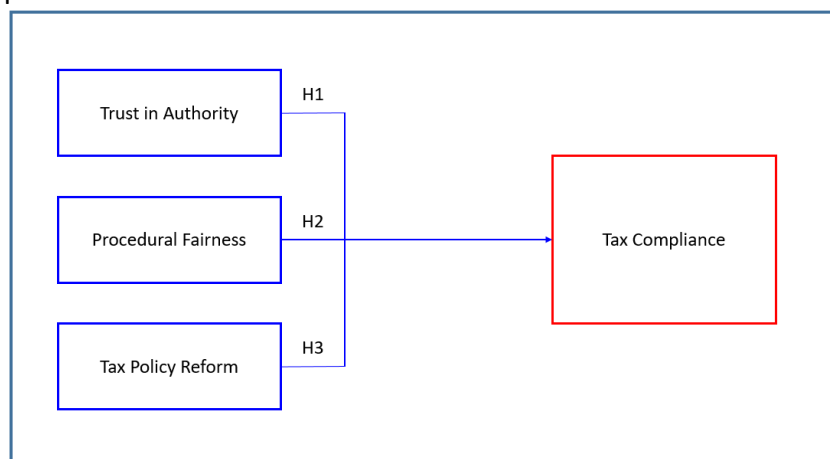 Trust in Authority
H1
Procedural Fairness
H2
Tax Compliance
Tax Policy Reform
H3